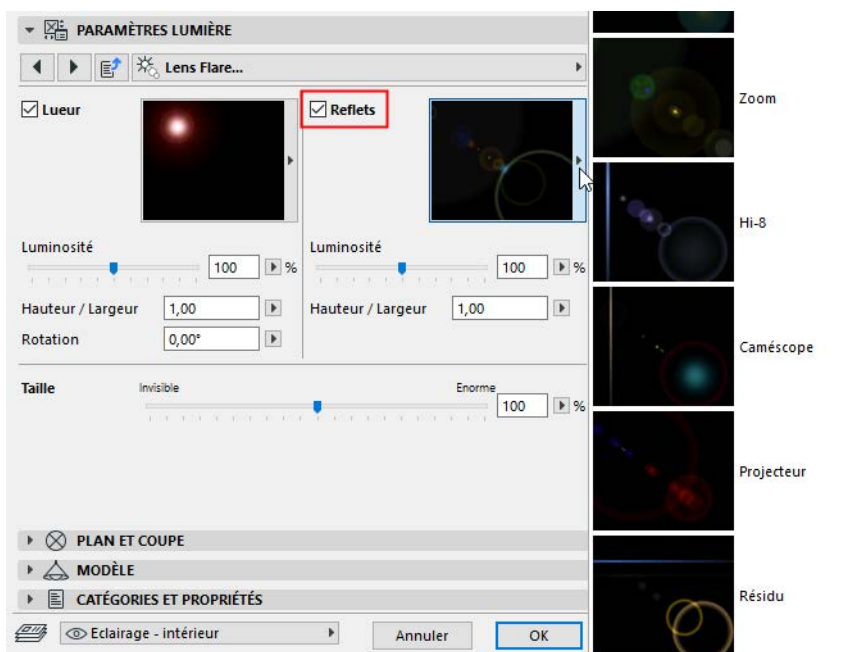 PARAMÈTRES LUMIÈRE
Lens Flare...
Lueur
Reflets
Luminosité
100 %
Luminosité
100 %
Hauteur / Largeur 1,00
Hauteur / Largeur 1,00
Rotation 0,00°
Taille Invisible Enorme 100 %
PLAN ET COUPE
MODÈLE
CATÉGORIES ET PROPRIÉTÉS
Eclairage - intérieur
Annuler
OK
Zoom
Hi-8
Caméscope
Projecteur
Résidu